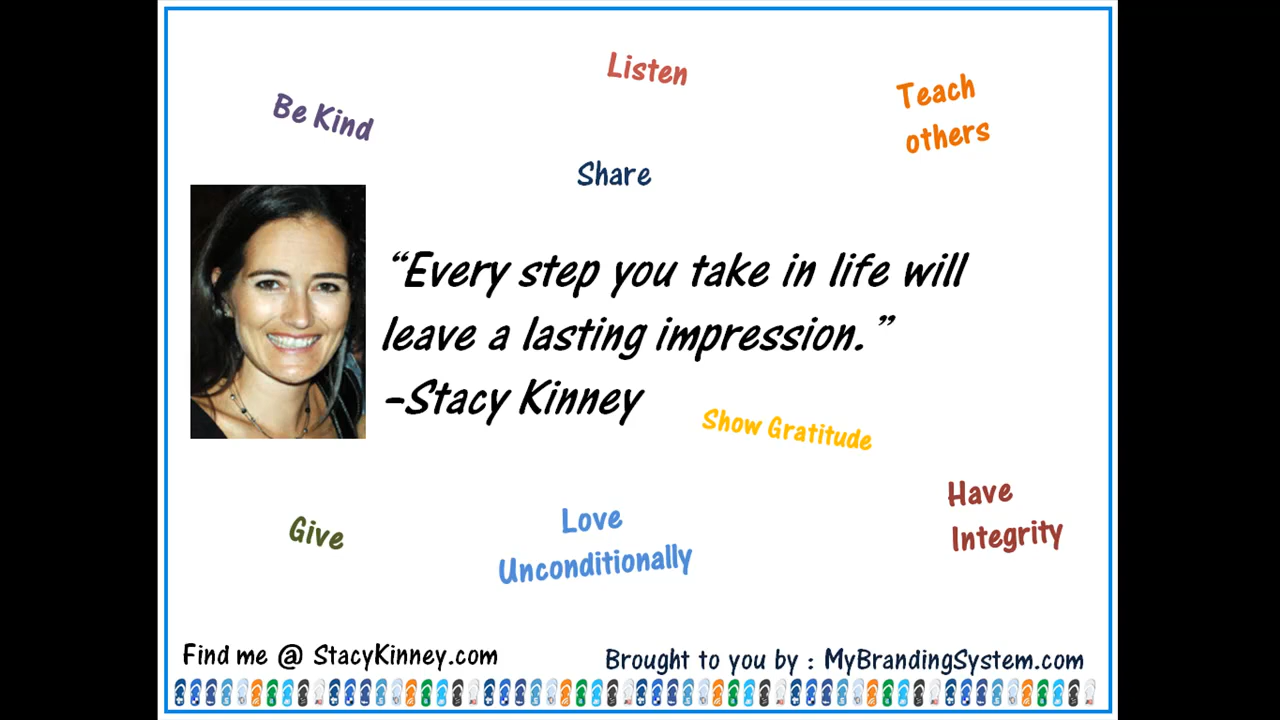 Listen
Be Kind
Teach
others
Share
“Every step you take in life will
leave a lasting impression.”
-Stacy Kinney
Show Gratitude
Have
Integrity
Give
Love
Unconditionally
Find me @ StacyKinney.com
Brought to you by : MyBrandingSystem.com